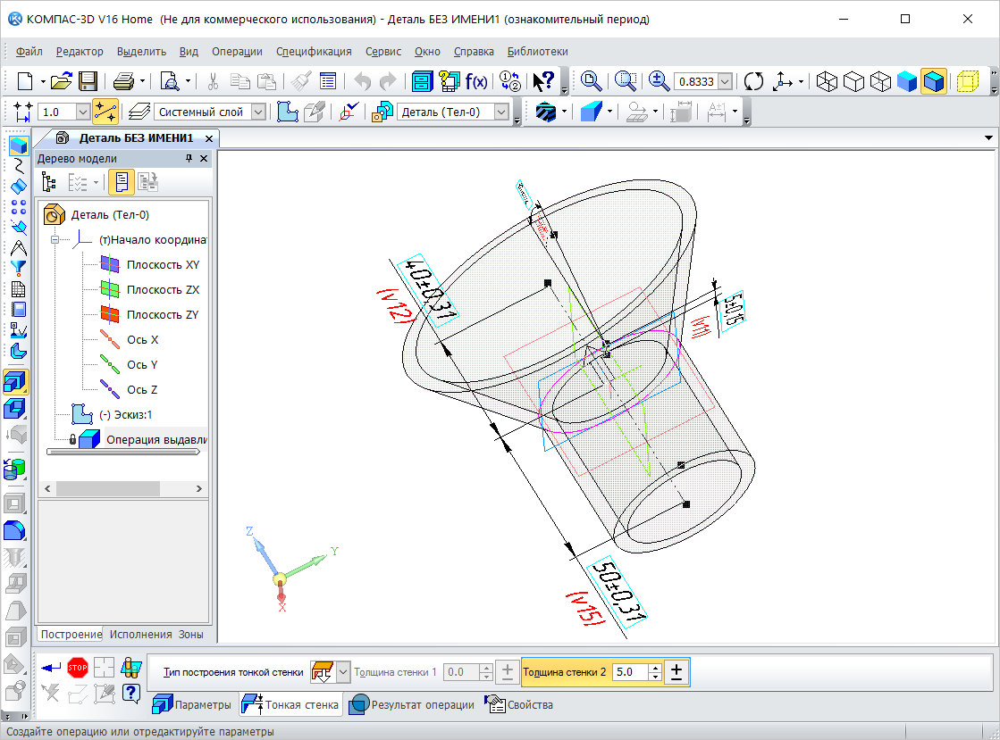 КОМПАС-3D V16 Home (Не для коммерческого использования) - Деталь БЕЗ ИМЕНИ1 (ознакомительный период)
Файл Редактор Выделить Вид Операции Спецификация Сервис Окно Справка Библиотеки
f(x) 0.8333
1.0 Системный слой Деталь (Тел-0)
Деталь БЕЗ ИМЕНИ1
Дерево модели
Деталь (Тел-0)
(т)Начало координа
Плоскость XY
Плоскость ZX
Плоскость ZY
Ось X
Ось Y
Ось Z
(-) Эскиз:1
Операция выдавли
40±0,31
(v12)
5±0,15
50±0,31
(v15)
Z
Y
X
Построение Исполнения Зоны
STOP
Тип построения тонкой стенки Толщина стенки 1 0.0 Толщина стенки 2 5.0
Параметры Тонкая стенка Результат операции Свойства
Создайте операцию или отредактируйте параметры